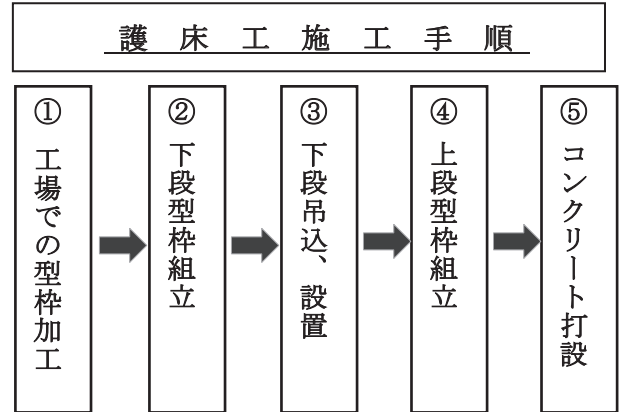 護床工施工手順
①工場での型枠加工
②下段型枠組立
③下段吊込、設置
④上段型枠組立
⑤コンクリート打設